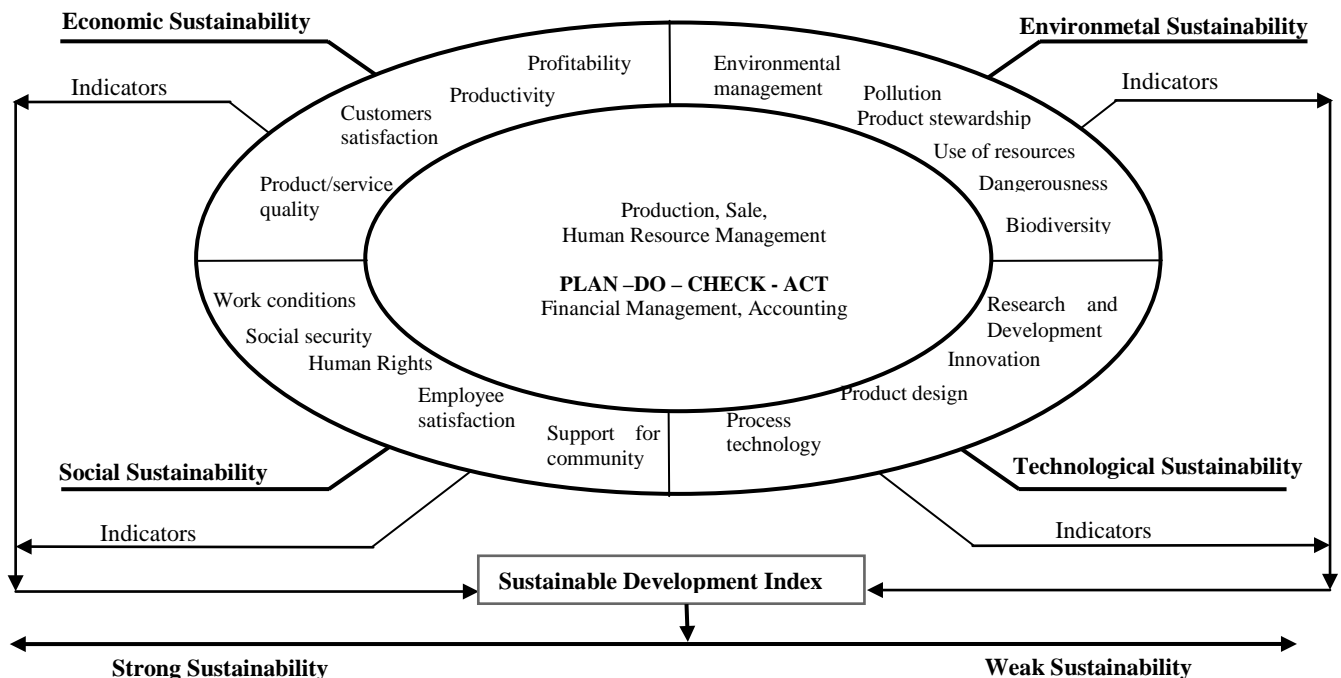 Economic Sustainability
Environmetal Sustainability
Indicators
Indicators
Profitability
Productivity
Customers
satisfaction
Product/service
quality
Environmental
management
Pollution
Product stewardship
Use of resources
Dangerousness
Biodiversity
Production, Sale,
Human Resource Management
PLAN –DO – CHECK - ACT
Financial Management, Accounting
Work conditions
Social security
Human Rights
Employee
satisfaction
Support for
community
Research and
Development
Innovation
Product design
Process
technology
Social Sustainability
Technological Sustainability
Indicators
Indicators
Sustainable Development Index
Strong Sustainability
Weak Sustainability